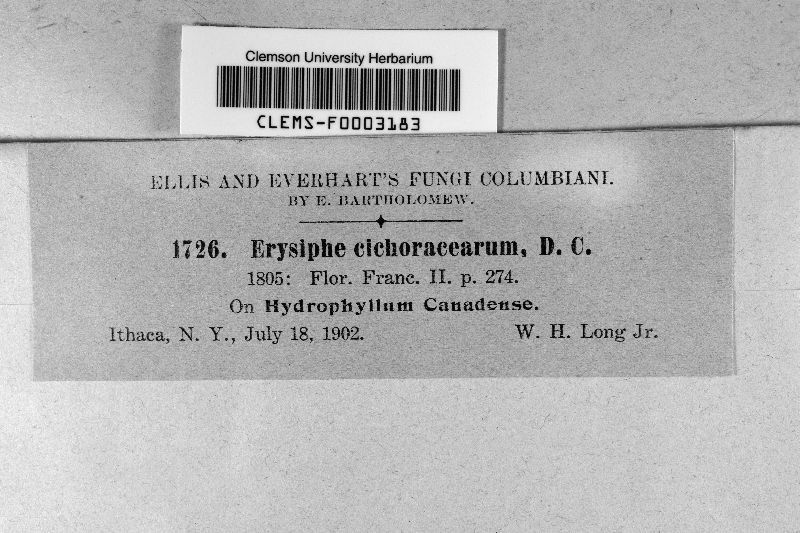 Clemson University Herbarium
CLEMS-F0003183
ELLIS AND EVERHART'S FUNGI COLUMBIANI.
BY E. BARTHOLOMEW.
1726. Erysiphe cichoracearum, D. C.
1805: Flor. Franc. II. p. 274.
On Hydrophyllum Canadense.
Ithaca, N. Y., July 18, 1902. W. H. Long Jr.